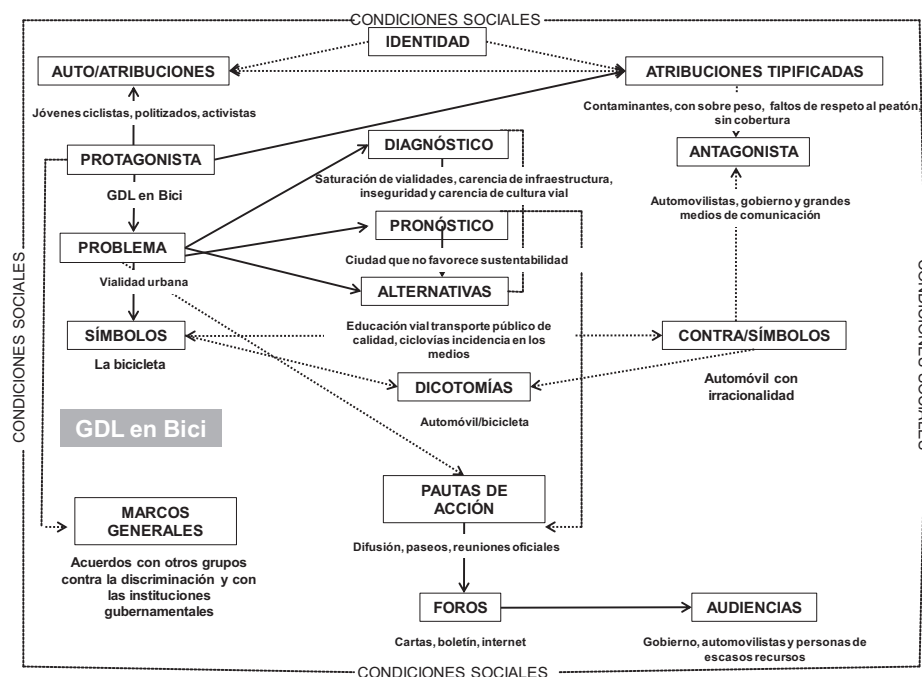 CONDICIONES SOCIALES
IDENTIDAD
AUTO/ATRIBUCIONES
ATRIBUCIONES TIPIFICADAS
Jóvenes ciclistas, politizados, activistas
Contaminantes, con sobre peso, faltos de respeto al peatón,
sin cobertura
PROTAGONISTA
DIAGNÓSTICO
ANTAGONISTA
Saturación de vialidades, carencia de infraestructura,
inseguridad y carencia de cultura vial
GDL en Bici
Automovilistas, gobierno y grandes
medios de comunicación
PRONÓSTICO
PROBLEMA
Ciudad que no favorece sustentabilidad
Vialidad urbana
ALTERNATIVAS
CONDICIONES SOCIALES
CONDICIONES SOCIALES
SÍMBOLOS
Educación vial transporte público de
calidad, ciclovías incidencia en los
medios
CONTRA/SÍMBOLOS
La bicicleta
DICOTOMÍAS
Automóvil con
irracionalidad
Automóvil/bicicleta
GDL en Bici
PAUTAS DE
ACCIÓN
MARCOS
GENERALES
Difusión, paseos, reuniones oficiales
Acuerdos con otros grupos
contra la discriminación y con
las instituciones
gubernamentales
FOROS
AUDIENCIAS
Cartas, boletín, internet
Gobierno, automovilistas y personas de
escasos recursos
CONDICIONES SOCIALES